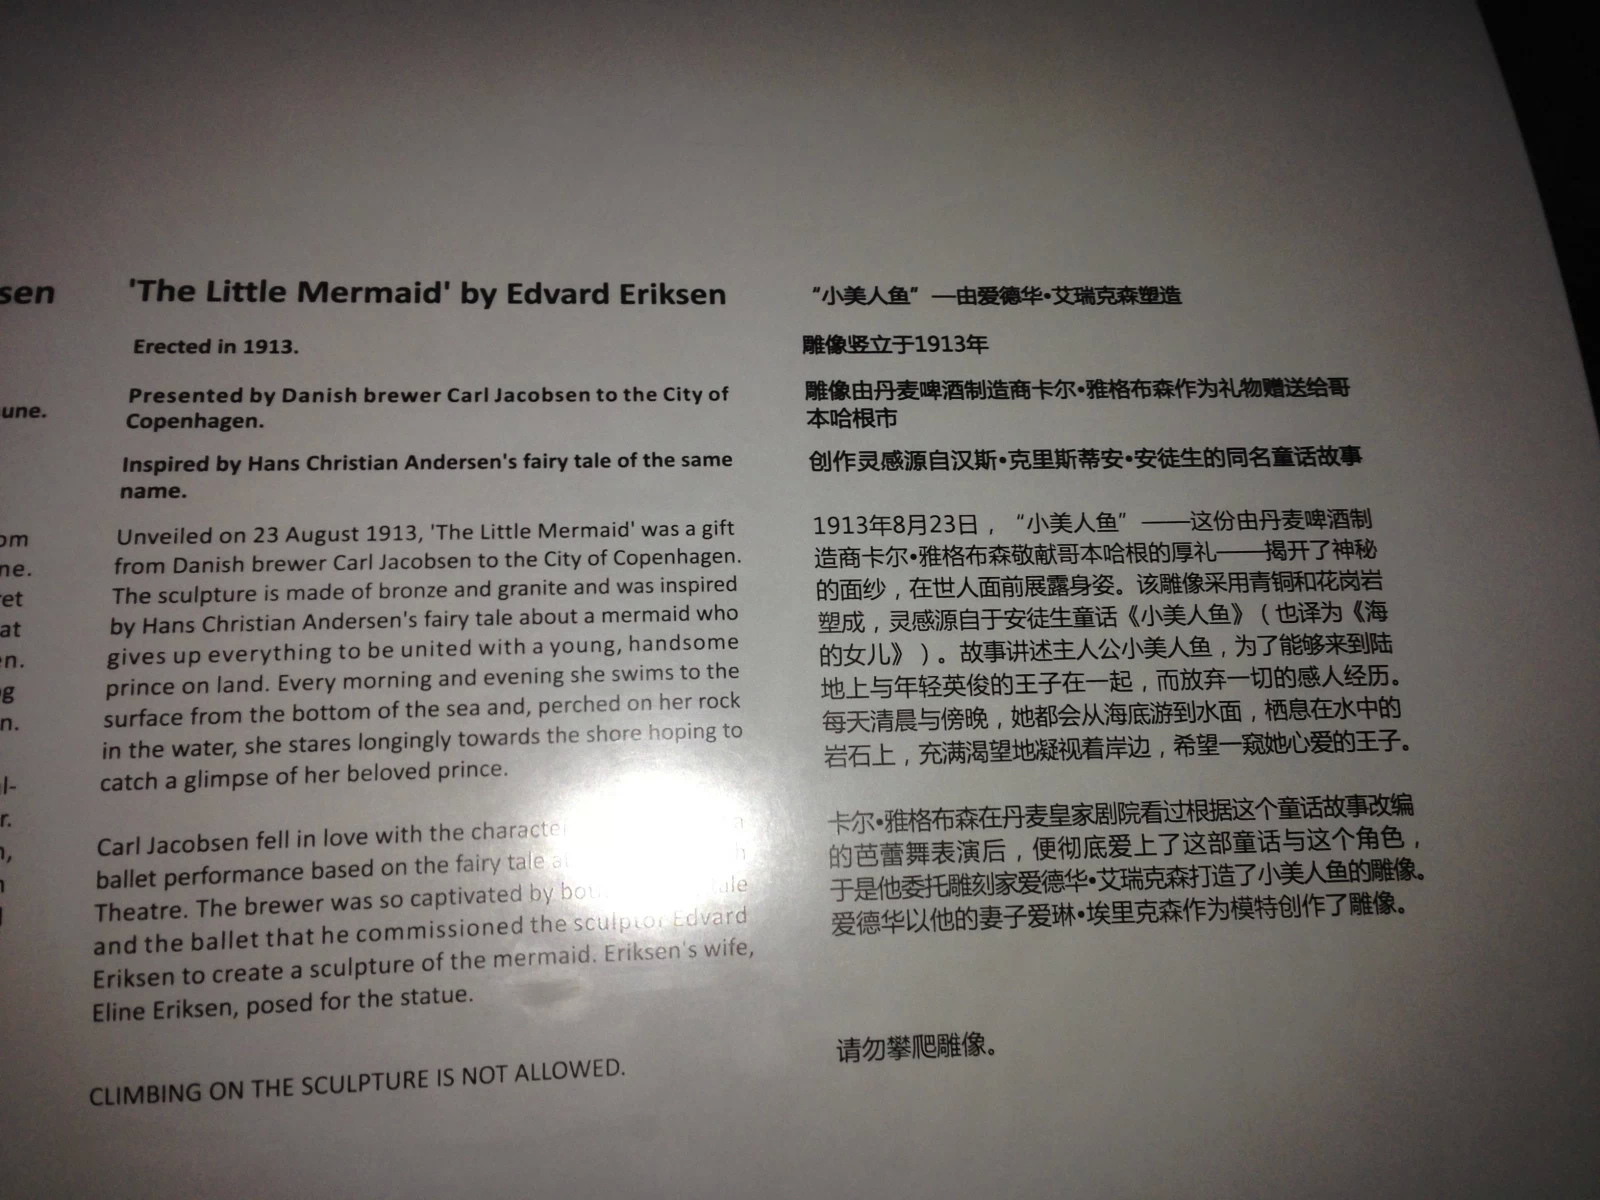 sen
une.
om
ne.
ret
at
en.
ng
n.
al-
r.
'The Little Mermaid' by Edvard Eriksen
Erected in 1913.
Presented by Danish brewer Carl Jacobsen to the City of
Copenhagen.
Inspired by Hans Christian Andersen's fairy tale of the same
name.
Unveiled on 23 August 1913, 'The Little Mermaid' was a gift
from Danish brewer Carl Jacobsen to the City of Copenhagen.
The sculpture is made of bronze and granite and was inspired
by Hans Christian Andersen's fairy tale about a mermaid who
gives up everything to be united with a young, handsome
prince on land. Every morning and evening she swims to the
surface from the bottom of the sea and, perched on her rock
in the water, she stares longingly towards the shore hoping to
catch a glimpse of her beloved prince.
Carl Jacobsen fell in love with the character
ballet performance based on the fairy tale
Theatre. The brewer was so captivated by
and the ballet that he commissioned the sculptor Edvard
Eriksen to create a sculpture of the mermaid. Eriksen's wife,
Eline Eriksen, posed for the statue.
CLIMBING ON THE SCULPTURE IS NOT ALLOWED.
“小美人鱼”—由爱德华•艾瑞克森塑造
雕像竖立于1913年
雕像由丹麦啤酒制造商卡尔•雅格布森作为礼物赠送给哥
本哈根市
创作灵感源自汉斯•克里斯蒂安•安徒生的同名童话故事
1913年8月23日，“小美人鱼”——这份由丹麦啤酒制
造商卡尔•雅格布森敬献哥本哈根的厚礼——揭开了神秘
的面纱，在世人面前展露身姿。该雕像采用青铜和花岗岩
塑成，灵感源自于安徒生童话《小美人鱼》（也译为《海
的女儿》）。故事讲述主人公小美人鱼，为了能够来到陆
地上与年轻英俊的王子在一起，而放弃一切的感人经历。
每天清晨与傍晚，她都会从海底游到水面，栖息在水中的
岩石上，充满渴望地凝视着岸边，希望一窥她心爱的王子。
卡尔•雅格布森在丹麦皇家剧院看过根据这个童话故事改编
的芭蕾舞表演后，便彻底爱上了这部童话与这个角色，
于是他委托雕刻家爱德华•艾瑞克森打造了小美人鱼的雕像。
爱德华以他的妻子爱琳•埃里克森作为模特创作了雕像。
请勿攀爬雕像。